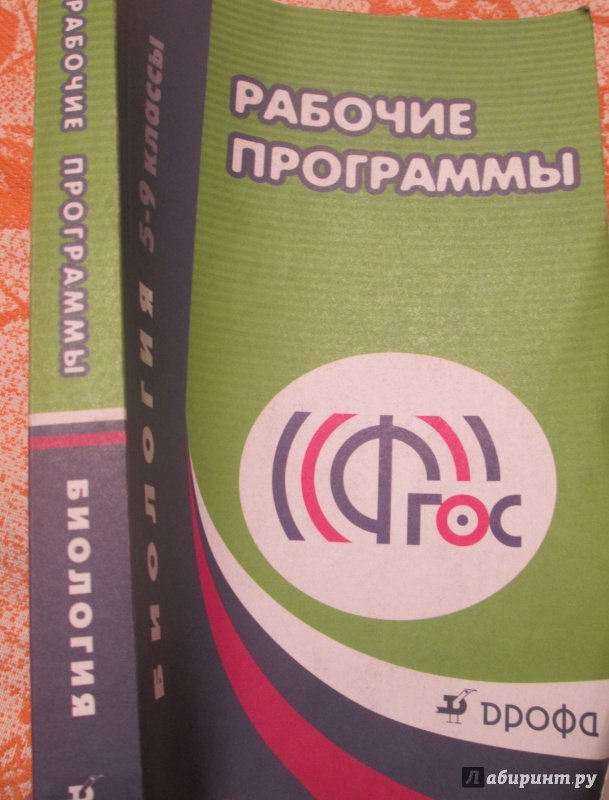 РАБОЧИЕ ПРОГРАММЫ
БИОЛОГИЯ
БИОЛОГИЯ 5-9 классы
РАБОЧИЕ
ПРОГРАММЫ
ФГОС
дрофа
Лабиринт.ру